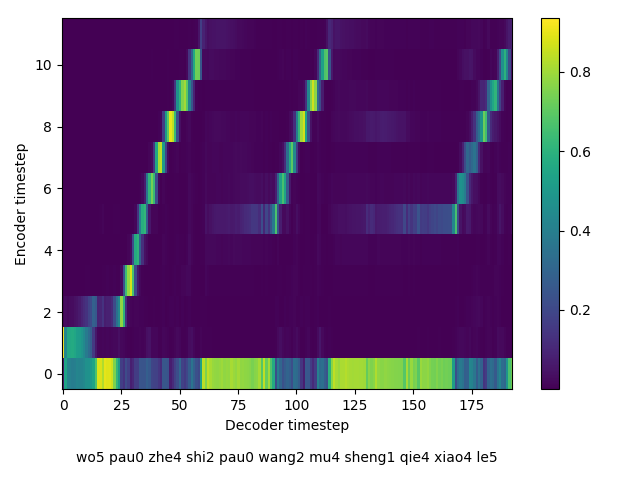 10
8
6
4
2
0
Encoder timestep
0 25 50 75 100 125 150 175
Decoder timestep
0.8
0.6
0.4
0.2
wo5 pau0 zhe4 shi2 pau0 wang2 mu4 sheng1 qie4 xiao4 le5